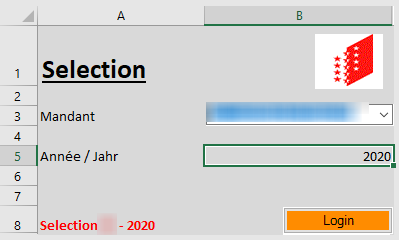 A B
1 Selection
2
3 Mandant
4
5 Année / Jahr 2020
6
7
8 Selection - 2020 Login